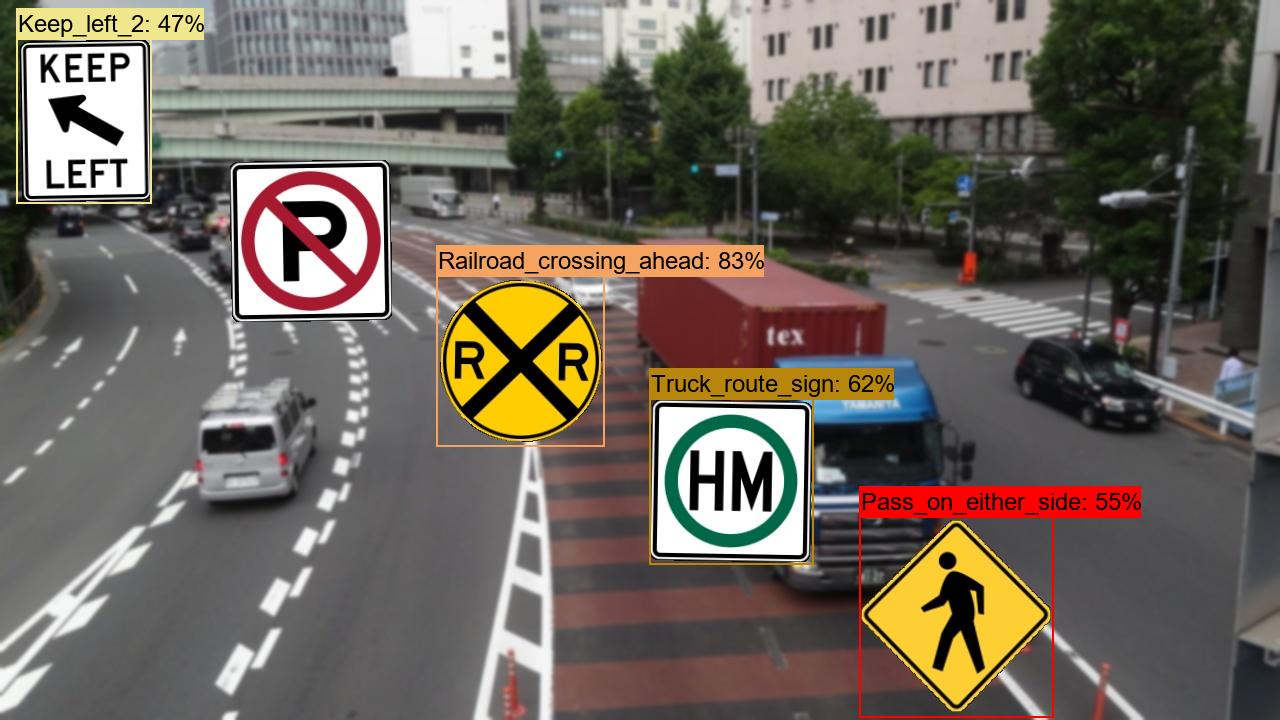 Keep_left_2: 47%
KEEP
LEFT
P
Railroad_crossing_ahead: 83%
R R
tex
Truck_route_sign: 62%
HM
Pass_on_either_side: 55%